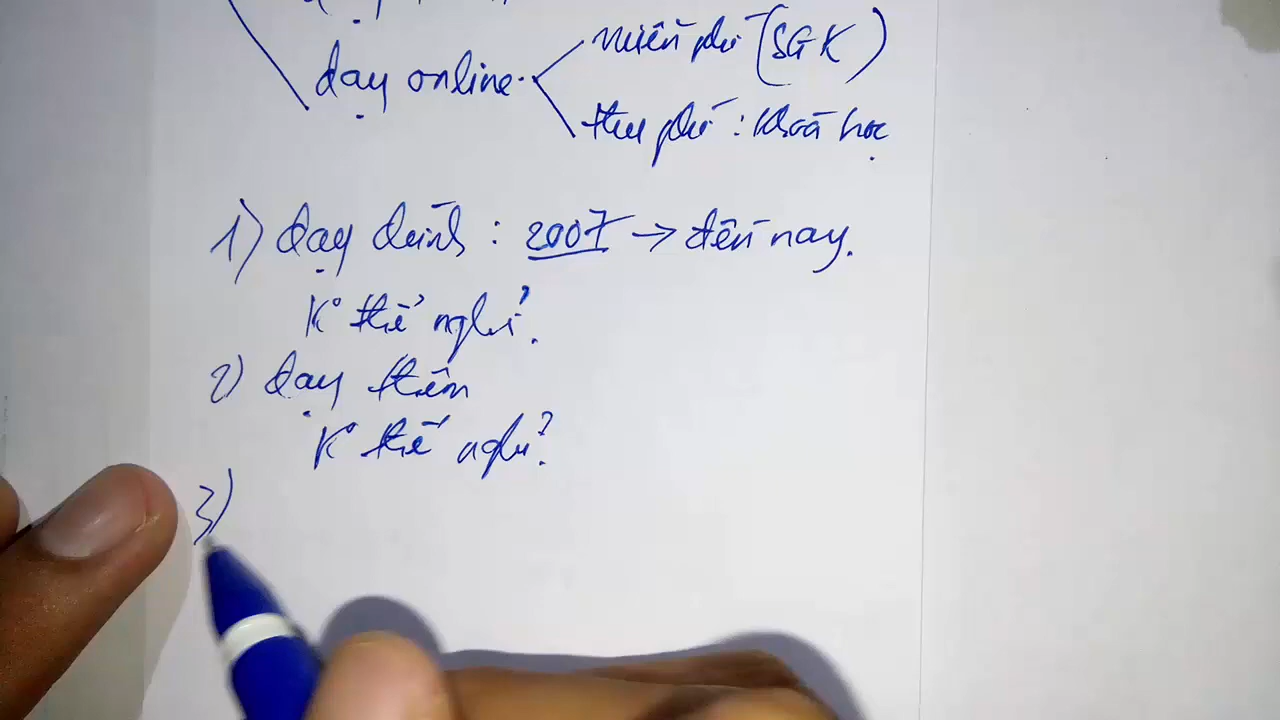 dạy online
miễn phí (SGK)
thu phí : khoá học
1) dạy chính : 2007 → đến nay.
K° thể nghỉ.
2) dạy thêm
K° thể nghỉ.
3)